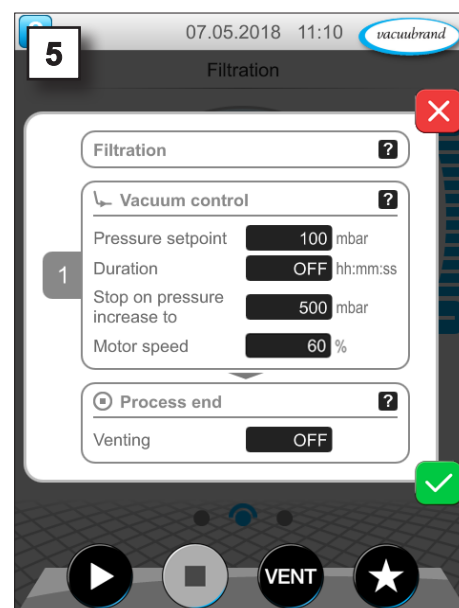 5
07.05.2018 11:10 vacuubrand
Filtration
Filtration ?
Vacuum control ?
1
Pressure setpoint 100 mbar
Duration OFF hh:mm:ss
Stop on pressure
increase to 500 mbar
Motor speed 60 %
Process end ?
Venting OFF
VENT